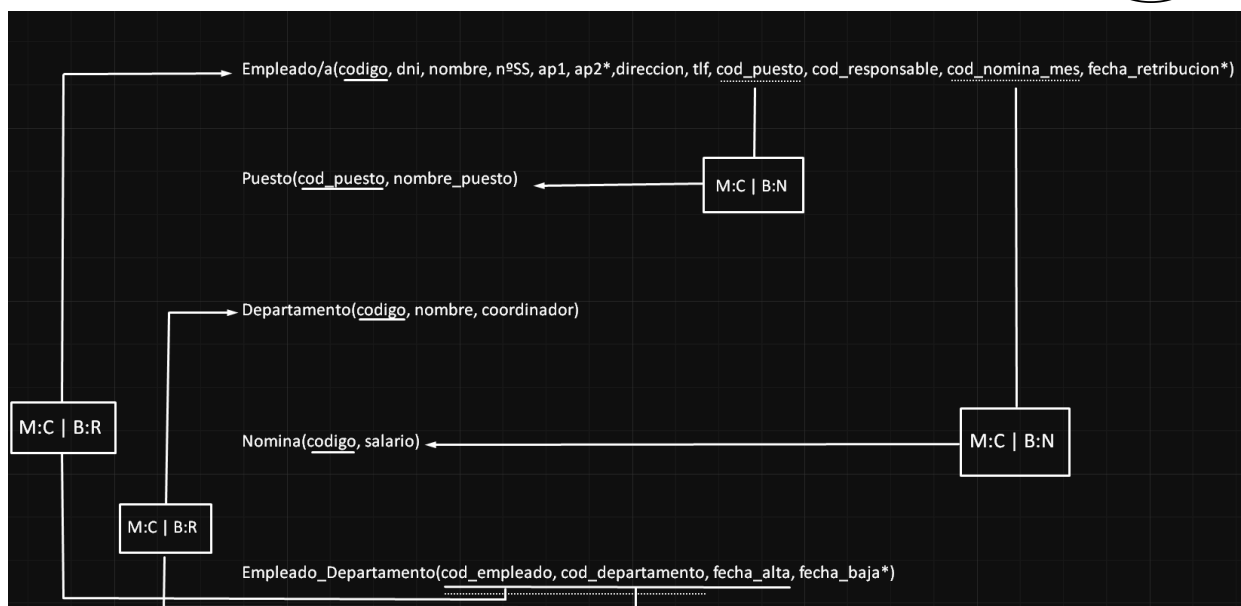 Empleado/a(codigo, dni, nombre, nºSS, ap1, ap2*,direccion, tlf, cod_puesto, cod_responsable, cod_nomina_mes, fecha_retribucion*)
Puesto(cod_puesto, nombre_puesto)
M:C | B:N
Departamento(codigo, nombre, coordinador)
M:C | B:R
Nomina(codigo, salario)
M:C | B:N
M:C | B:R
Empleado_Departamento(cod_empleado, cod_departamento, fecha_alta, fecha_baja*)